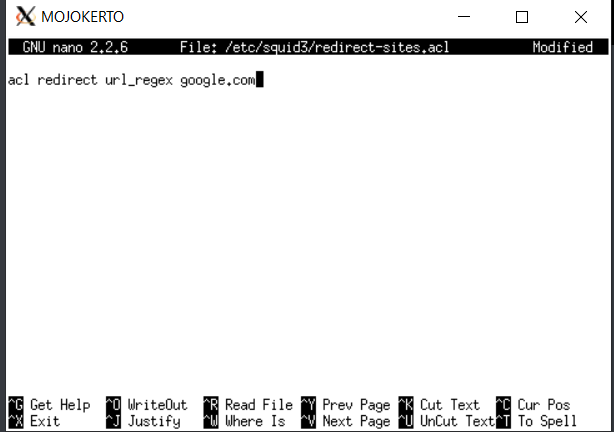 MOJOKERTO
GNU nano 2.2.6 File: /etc/squid3/redirect-sites.acl Modified
acl redirect url_regex google.com
^G Get Help ^O WriteOut ^R Read File ^Y Prev Page ^K Cut Text ^C Cur Pos
^X Exit ^J Justify ^W Where Is ^V Next Page ^U UnCut Text ^T To Spell